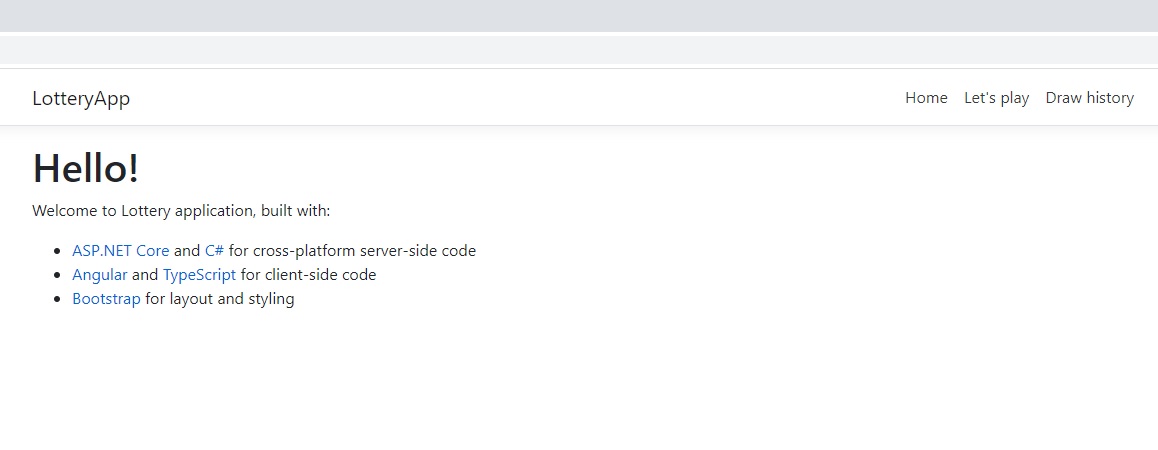 LotteryApp
Home Let's play Draw history
Hello!
Welcome to Lottery application, built with:
ASP.NET Core and C# for cross-platform server-side code
Angular and TypeScript for client-side code
Bootstrap for layout and styling